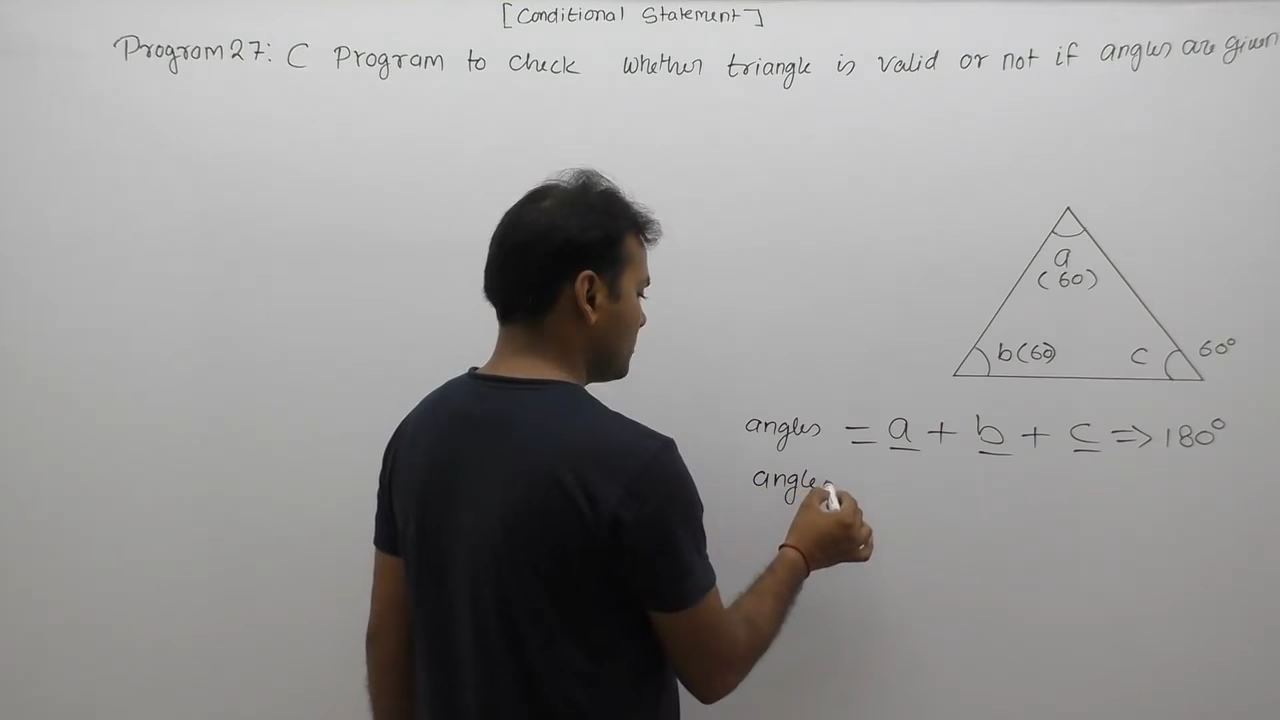 [Conditional Statement]
Program 27: C Program to check whether triangle is valid or not if angles are given
a
(60)
b(60) c 60°
angles = a + b + c => 180°
angle